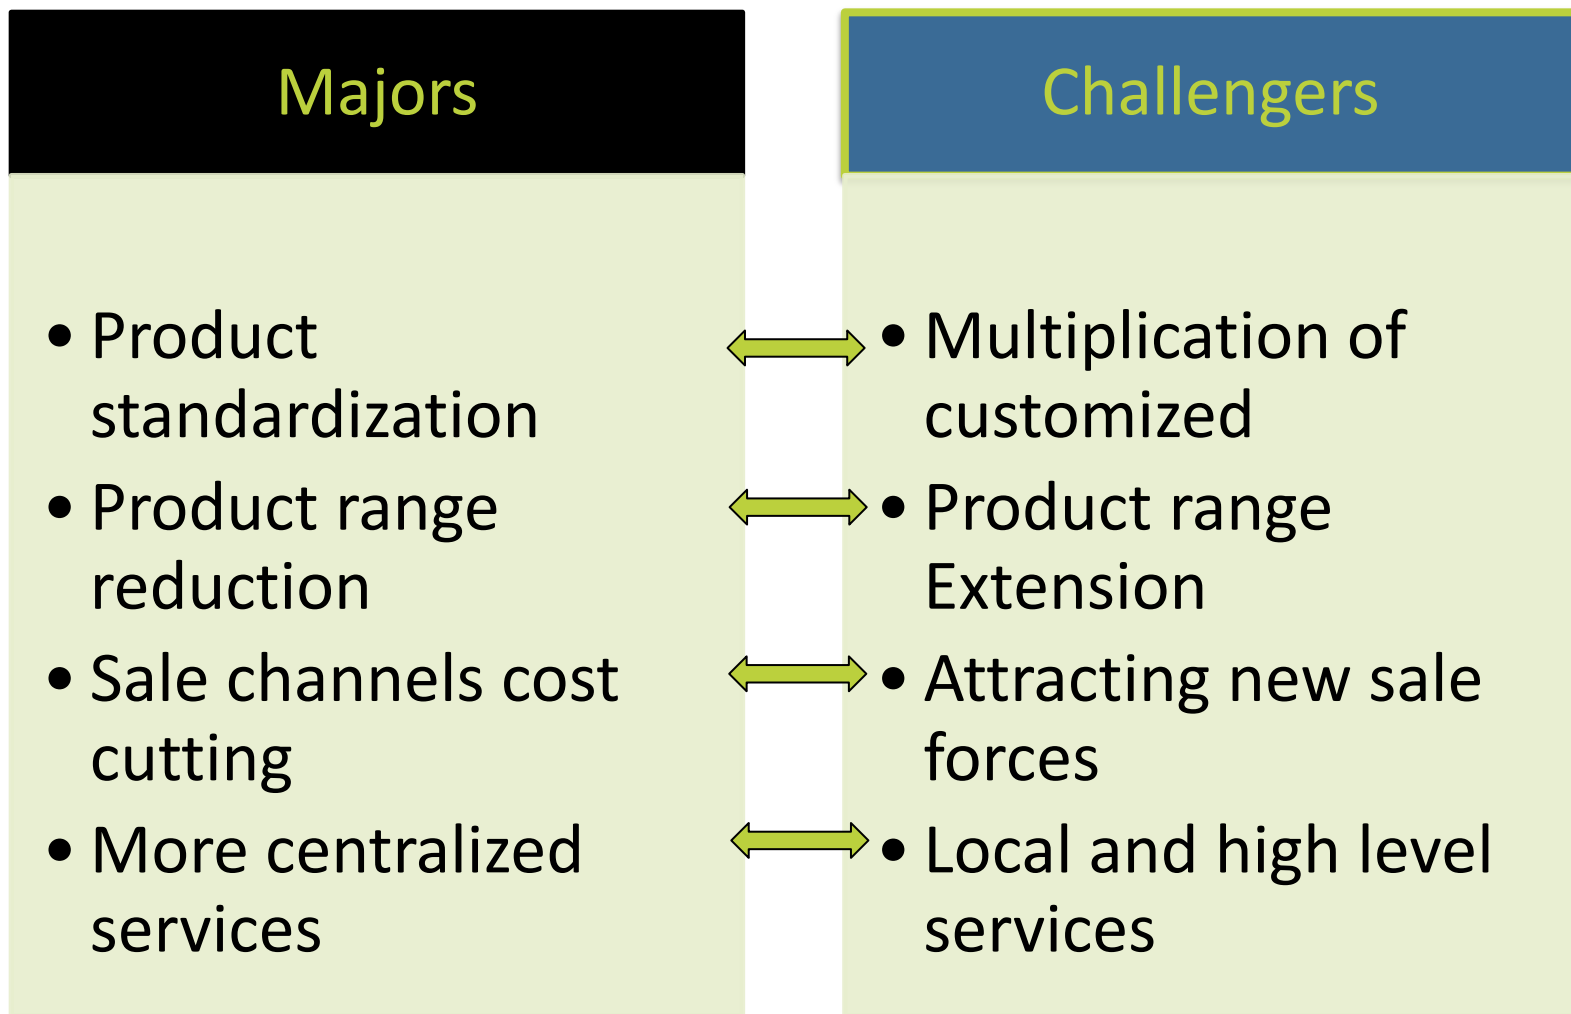 Majors
• Product
standardization
• Product range
reduction
• Sale channels cost
cutting
• More centralized
services
Challengers
• Multiplication of
customized
• Product range
Extension
• Attracting new sale
forces
• Local and high level
services